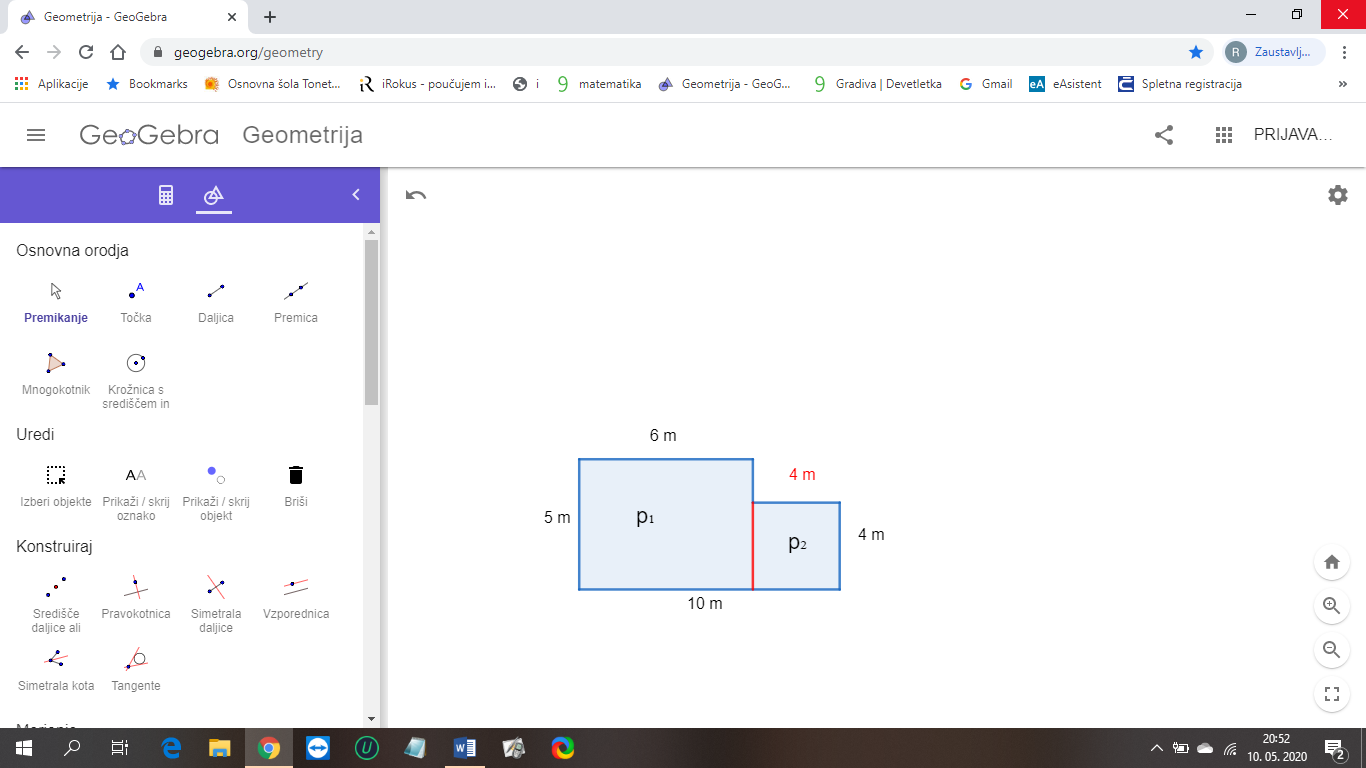 Geometrija - GeoGebra
geogebra.org/geometry
R Zaustavlj...
Aplikacije Bookmarks Osnovna šola Tonet... iRokus - poučujem i... i matematika Geometrija - GeoG... Gradiva | Devetletka Gmail eA eAsistent Spletna registracija »
GeoGebra Geometrija PRIJAVA...
Osnovna orodja
Premikanje Točka Daljica Premica
Mnogokotnik Krožnica s
središčem in
Uredi
Izberi objekte Prikaži / skrij
oznako Prikaži / skrij
objekt Briši
Konstruiraj
Središče
daljice ali Pravokotnica Simetrala
daljice Vzporednica
Simetrala kota Tangente
6 m
4 m
5 m
p1
p2
4 m
10 m
20:52
10. 05. 2020
2